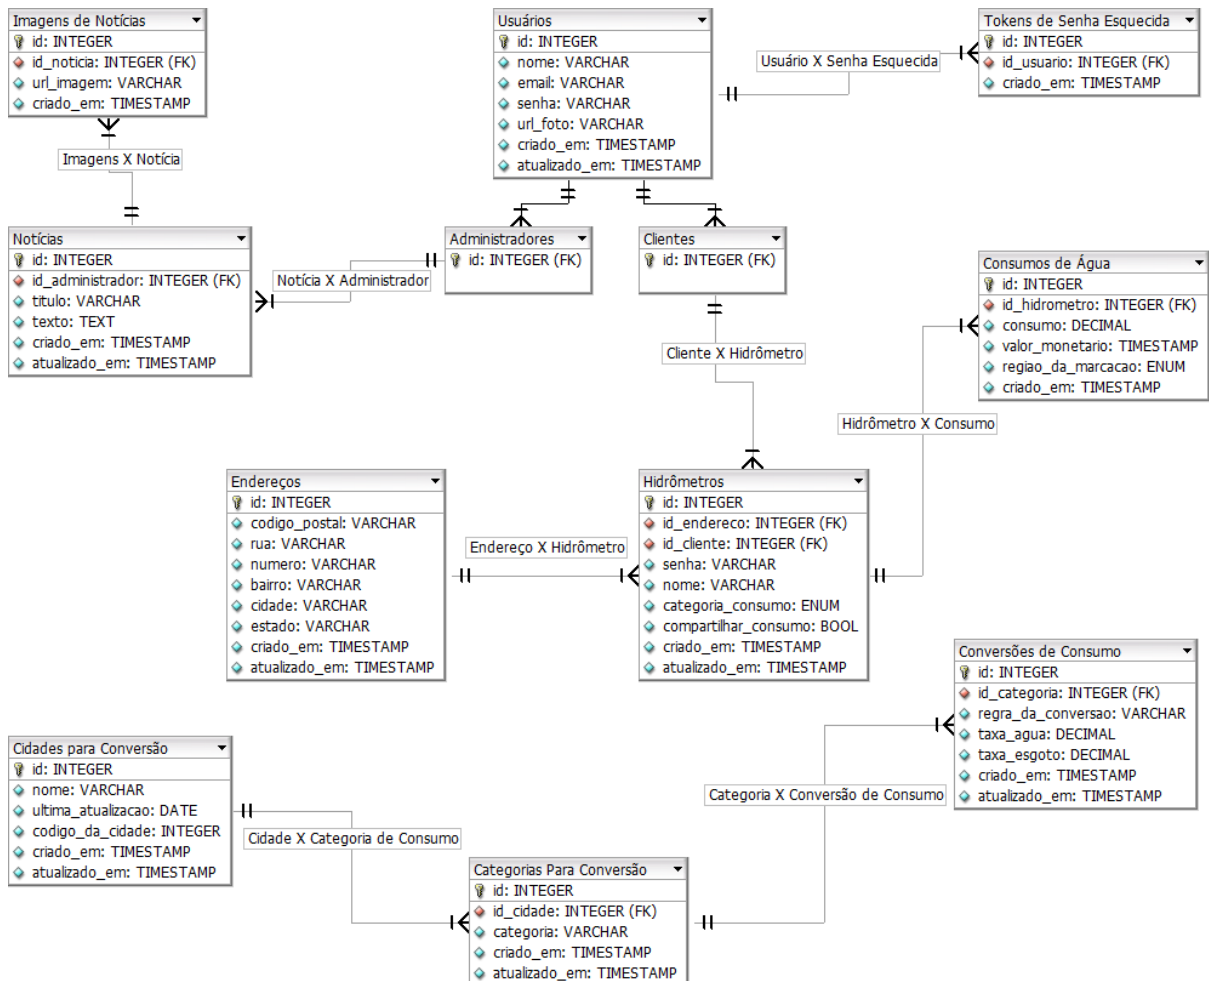 Imagens de Notícias
id: INTEGER
id_noticia: INTEGER (FK)
url_imagem: VARCHAR
criado_em: TIMESTAMP
Usuários
id: INTEGER
nome: VARCHAR
email: VARCHAR
senha: VARCHAR
url_foto: VARCHAR
criado_em: TIMESTAMP
atualizado_em: TIMESTAMP
Usuário X Senha Esquecida
Tokens de Senha Esquecida
id: INTEGER
id_usuario: INTEGER (FK)
criado_em: TIMESTAMP
Imagens X Notícia
Notícias
id: INTEGER
id_administrador: INTEGER (FK)
titulo: VARCHAR
texto: TEXT
criado_em: TIMESTAMP
atualizado_em: TIMESTAMP
Notícia X Administrador
Administradores
id: INTEGER (FK)
Clientes
id: INTEGER (FK)
Consumos de Água
id: INTEGER
id_hidrometro: INTEGER (FK)
consumo: DECIMAL
valor_monetario: TIMESTAMP
regiao_da_marcacao: ENUM
criado_em: TIMESTAMP
Cliente X Hidrômetro
Hidrômetro X Consumo
Endereços
id: INTEGER
codigo_postal: VARCHAR
rua: VARCHAR
numero: VARCHAR
bairro: VARCHAR
cidade: VARCHAR
estado: VARCHAR
criado_em: TIMESTAMP
atualizado_em: TIMESTAMP
Endereço X Hidrômetro
Hidrômetros
id: INTEGER
id_endereco: INTEGER (FK)
id_cliente: INTEGER (FK)
senha: VARCHAR
nome: VARCHAR
categoria_consumo: ENUM
compartilhar_consumo: BOOL
criado_em: TIMESTAMP
atualizado_em: TIMESTAMP
Conversões de Consumo
id: INTEGER
id_categoria: INTEGER (FK)
regra_da_conversao: VARCHAR
taxa_agua: DECIMAL
taxa_esgoto: DECIMAL
criado_em: TIMESTAMP
atualizado_em: TIMESTAMP
Cidades para Conversão
id: INTEGER
nome: VARCHAR
ultima_atualizacao: DATE
codigo_da_cidade: INTEGER
criado_em: TIMESTAMP
atualizado_em: TIMESTAMP
Cidade X Categoria de Consumo
Categoria X Conversão de Consumo
Categorias Para Conversão
id: INTEGER
id_cidade: INTEGER (FK)
categoria: VARCHAR
criado_em: TIMESTAMP
atualizado_em: TIMESTAMP